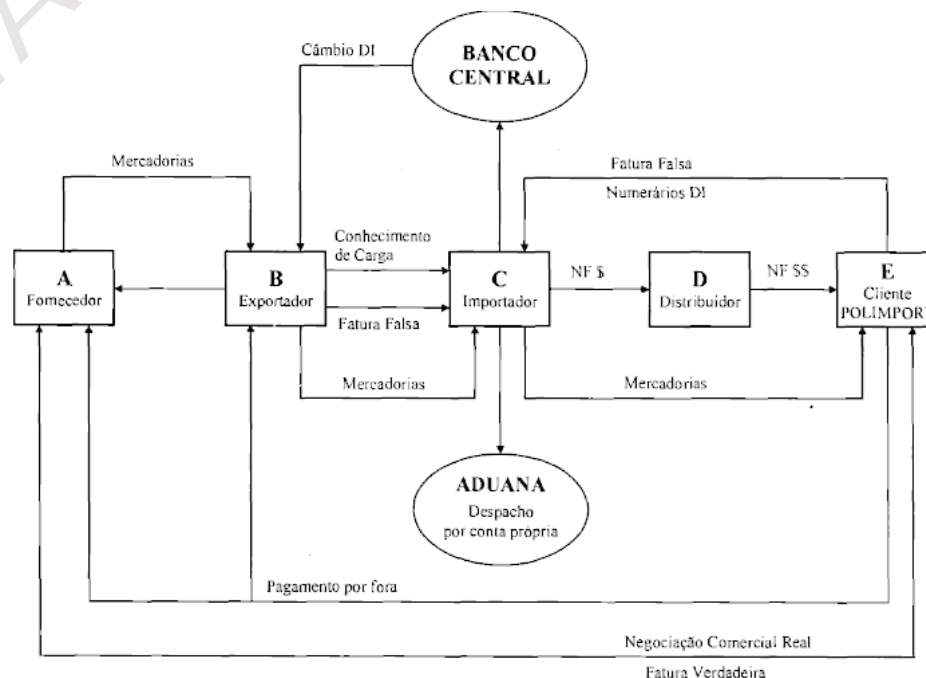 Câmbio DI
BANCO
CENTRAL
Mercadorias
Fatura Falsa
Numerários DI
Conhecimento
de Carga
A
Fornecedor
B
Exportador
C
Importador
NF $
D
Distribuidor
NF $$
E
Cliente
POLIMPORT
Fatura Falsa
Mercadorias
Mercadorias
ADUANA
Despacho
por conta própria
Pagamento por fora
Negociação Comercial Real
Fatura Verdadeira